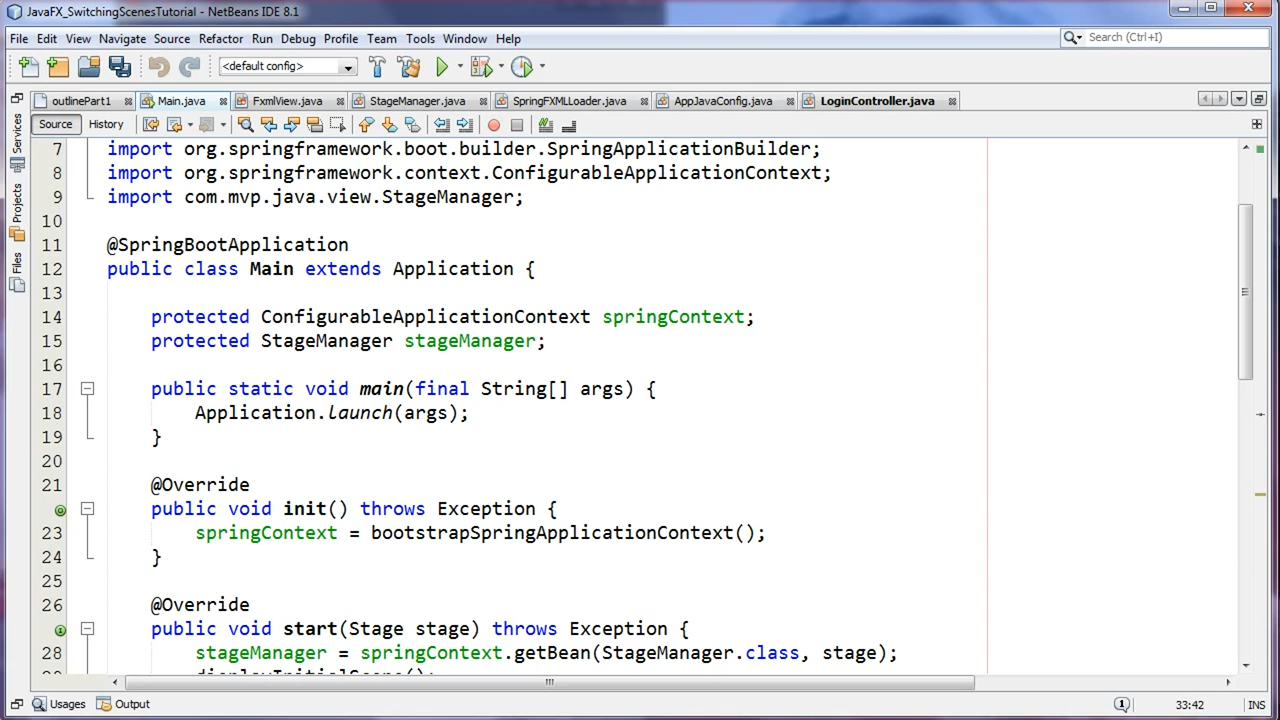 JavaFX_SwitchingScenesTutorial - NetBeans IDE 8.1
File Edit View Navigate Source Refactor Run Debug Profile Team Tools Window Help
Search (Ctrl+I)
<default config>
outlinePart1 Main.java FxmlView.java StageManager.java SpringFXMLLoader.java AppJavaConfig.java LoginController.java
Source History
Services
Projects
Files
7 import org.springframework.boot.builder.SpringApplicationBuilder;
8 import org.springframework.context.ConfigurableApplicationContext;
9 import com.mvp.java.view.StageManager;
10
11 @SpringBootApplication
12 public class Main extends Application {
13
14 protected ConfigurableApplicationContext springContext;
15 protected StageManager stageManager;
16
17 public static void main(final String[] args) {
18 Application.launch(args);
19 }
20
21 @Override
public void init() throws Exception {
23 springContext = bootstrapSpringApplicationContext();
24 }
25
26 @Override
public void start(Stage stage) throws Exception {
28 stageManager = springContext.getBean(StageManager.class, stage);
displayInitialScene();
Usages Output
1
33:42 INS